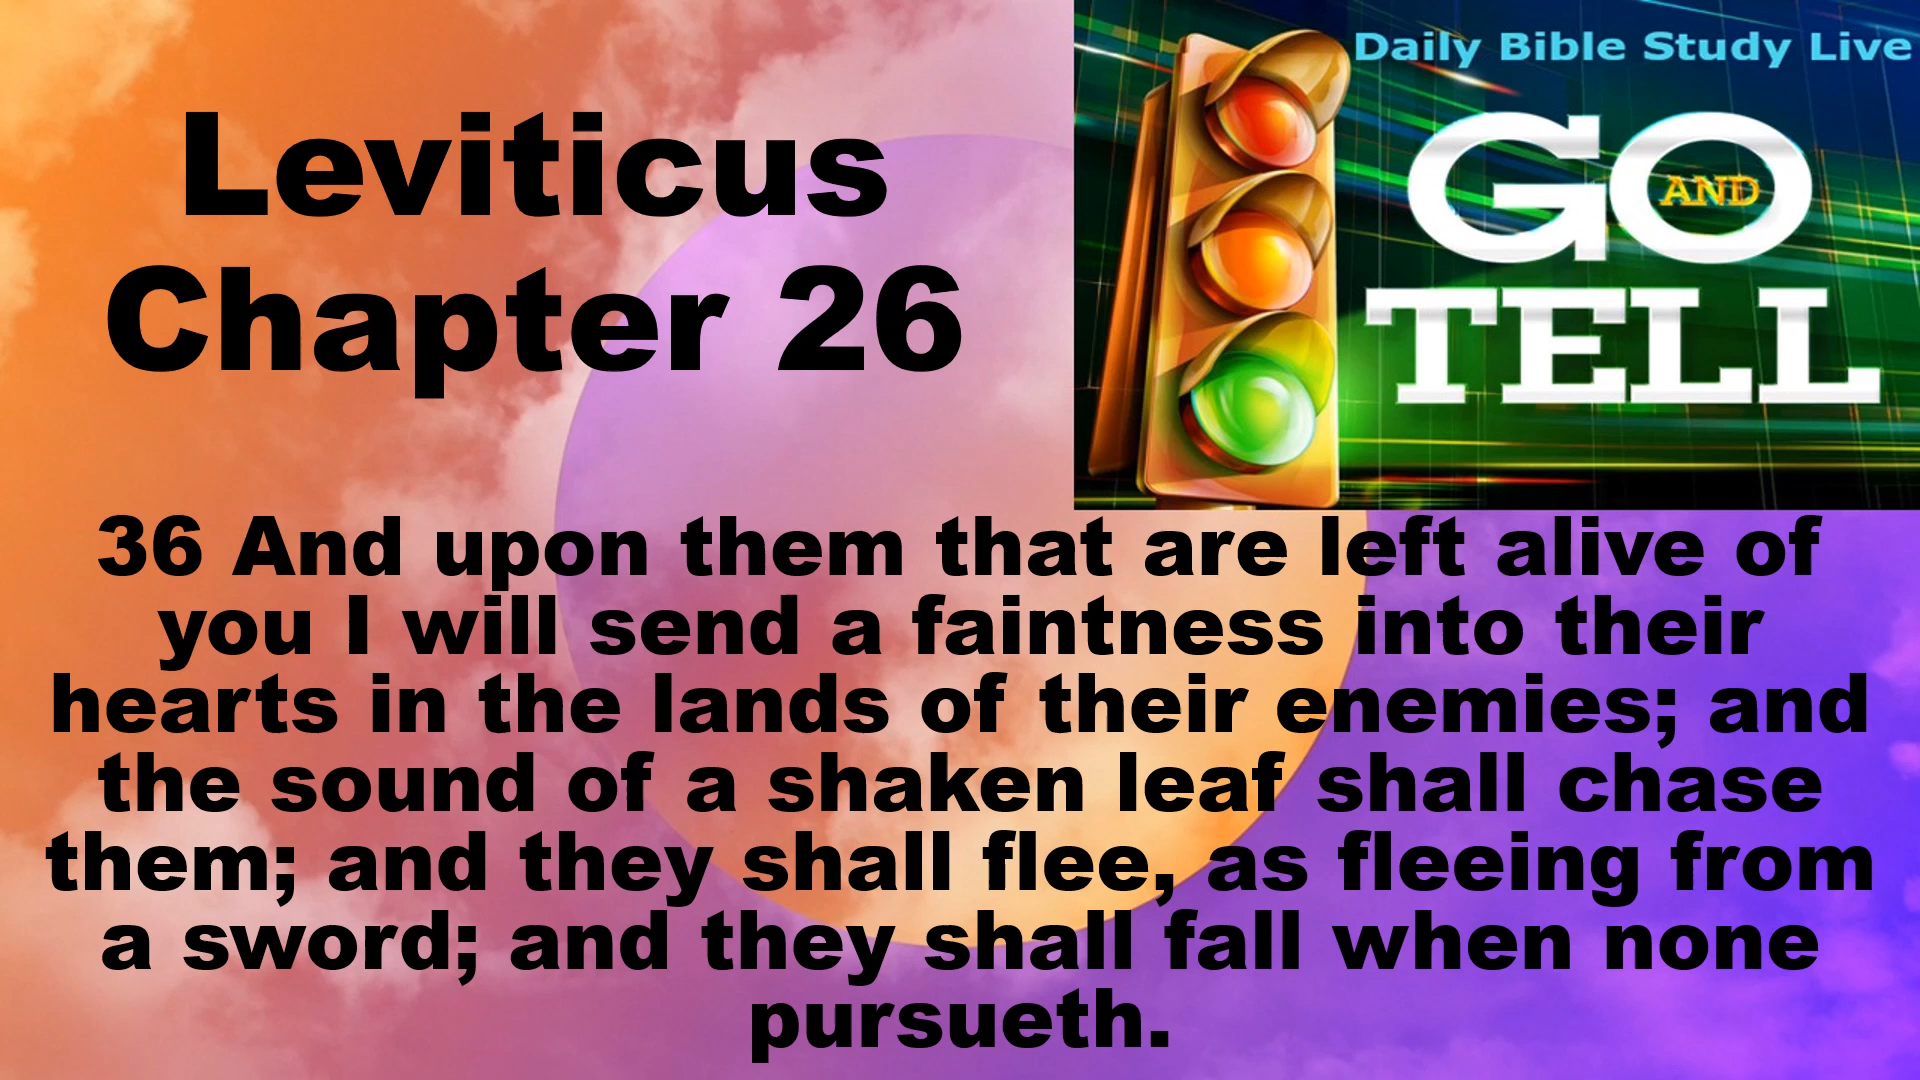 Leviticus
Chapter 26
Daily Bible Study Live
GO
AND
TELL
36 And upon them that are left alive of
you I will send a faintness into their
hearts in the lands of their enemies; and
the sound of a shaken leaf shall chase
them; and they shall flee, as fleeing from
a sword; and they shall fall when none
pursueth.